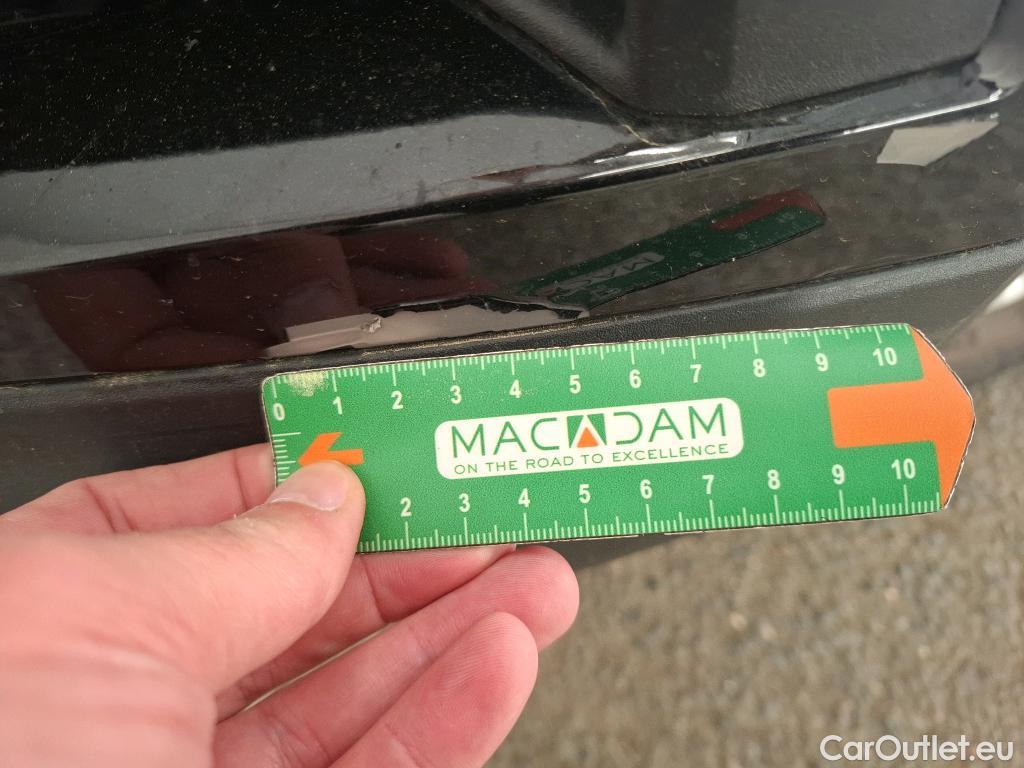 0 1 2 3 4 5 6 7 8 9 10
MACADAM
ON THE ROAD TO EXCELLENCE
2 3 4 5 6 7 8 9 10
CarOutlet.eu